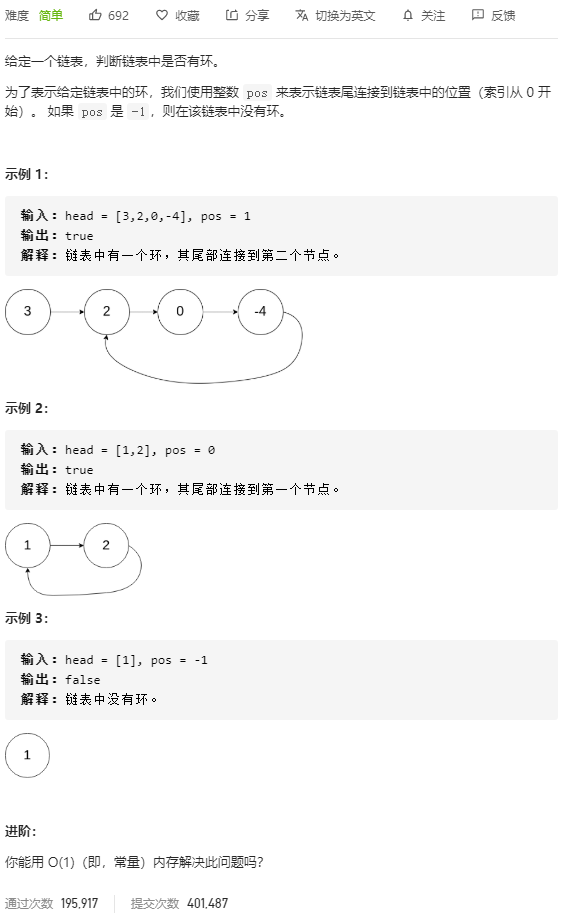 难度 简单 692 收藏 分享 切换为英文 关注 反馈
给定一个链表，判断链表中是否有环。
为了表示给定链表中的环，我们使用整数 pos 来表示链表尾连接到链表中的位置（索引从 0 开
始）。 如果 pos 是 -1，则在该链表中没有环。
示例 1：
输入：head = [3,2,0,-4], pos = 1
输出：true
解释：链表中有一个环，其尾部连接到第二个节点。
3 2 0 -4
示例 2：
输入：head = [1,2], pos = 0
输出：true
解释：链表中有一个环，其尾部连接到第一个节点。
1 2
示例 3：
输入：head = [1], pos = -1
输出：false
解释：链表中没有环。
1
进阶：
你能用 O(1)（即，常量）内存解决此问题吗？
通过次数 195,917 提交次数 401,487